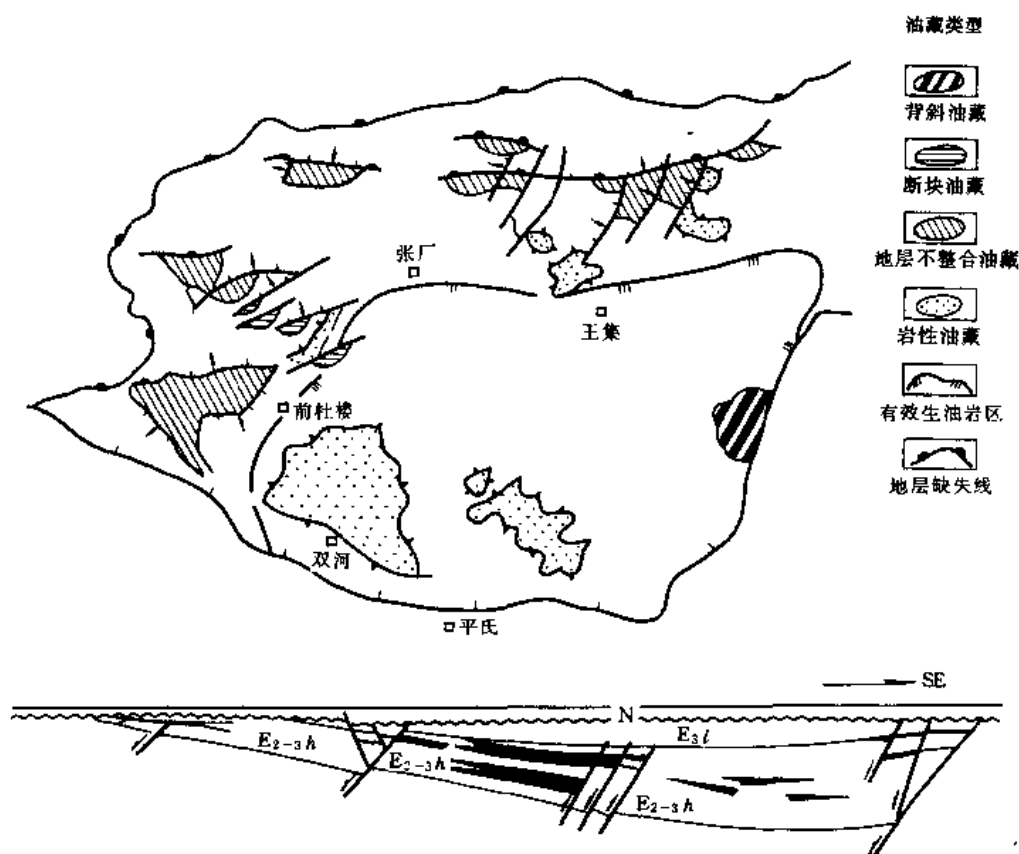 油藏类型
背斜油藏
断块油藏
地层不整合油藏
岩性油藏
有效生油岩区
地层缺失线
张厂
王集
前杜楼
双河
平氏
SE
N
E₂₋₃h
E₂₋₃h
E₃l
E₂₋₃h